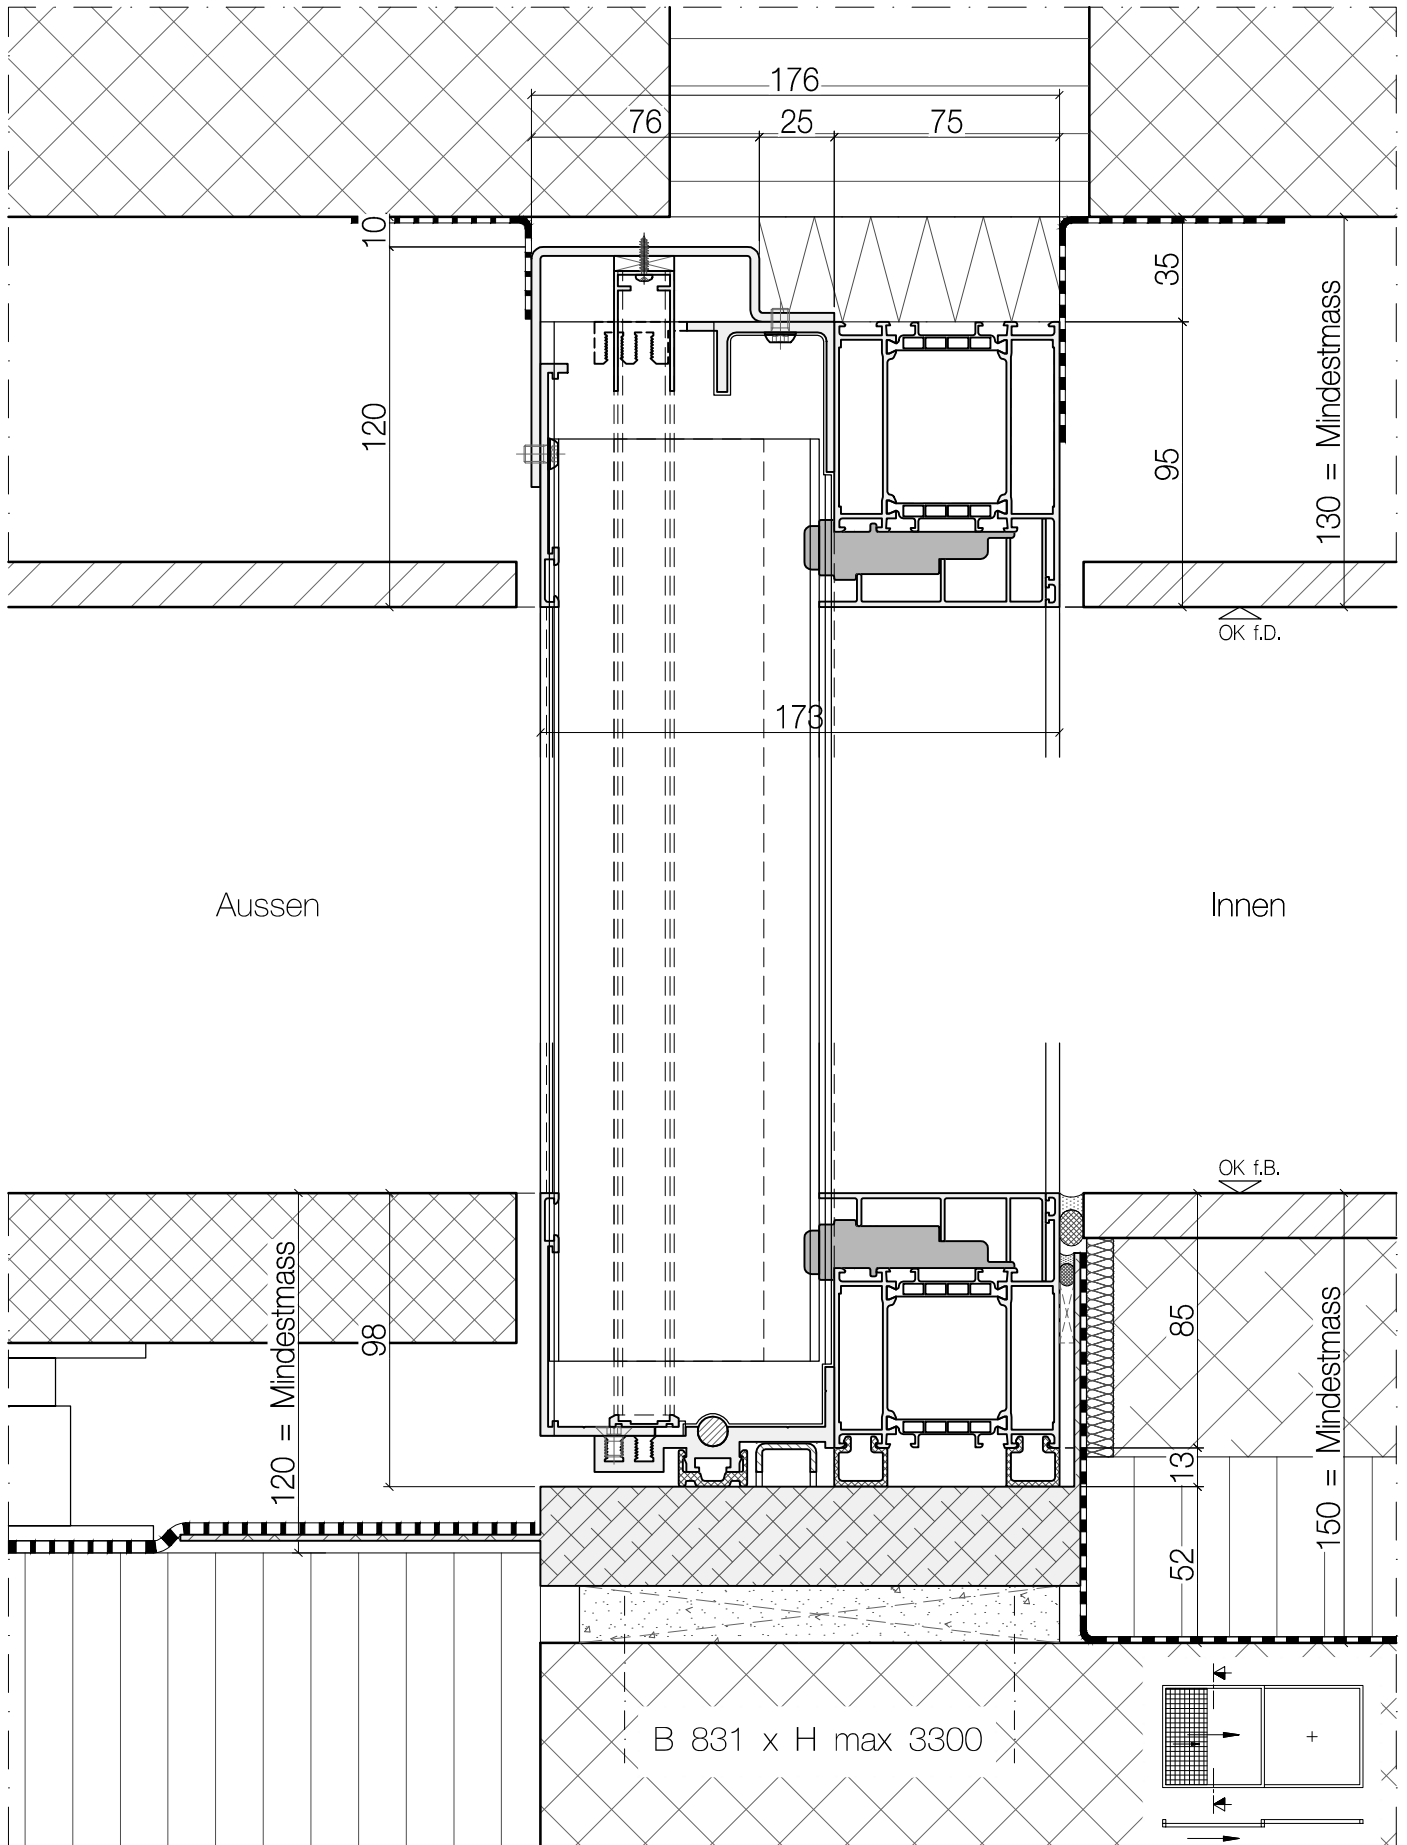 176
76 25 75
10
35
120
95
130 = Mindestmass
OK f.D.
173
Aussen
Innen
OK f.B.
120 = Mindestmass
98
85
13
52
150 = Mindestmass
B 831 x H max 3300